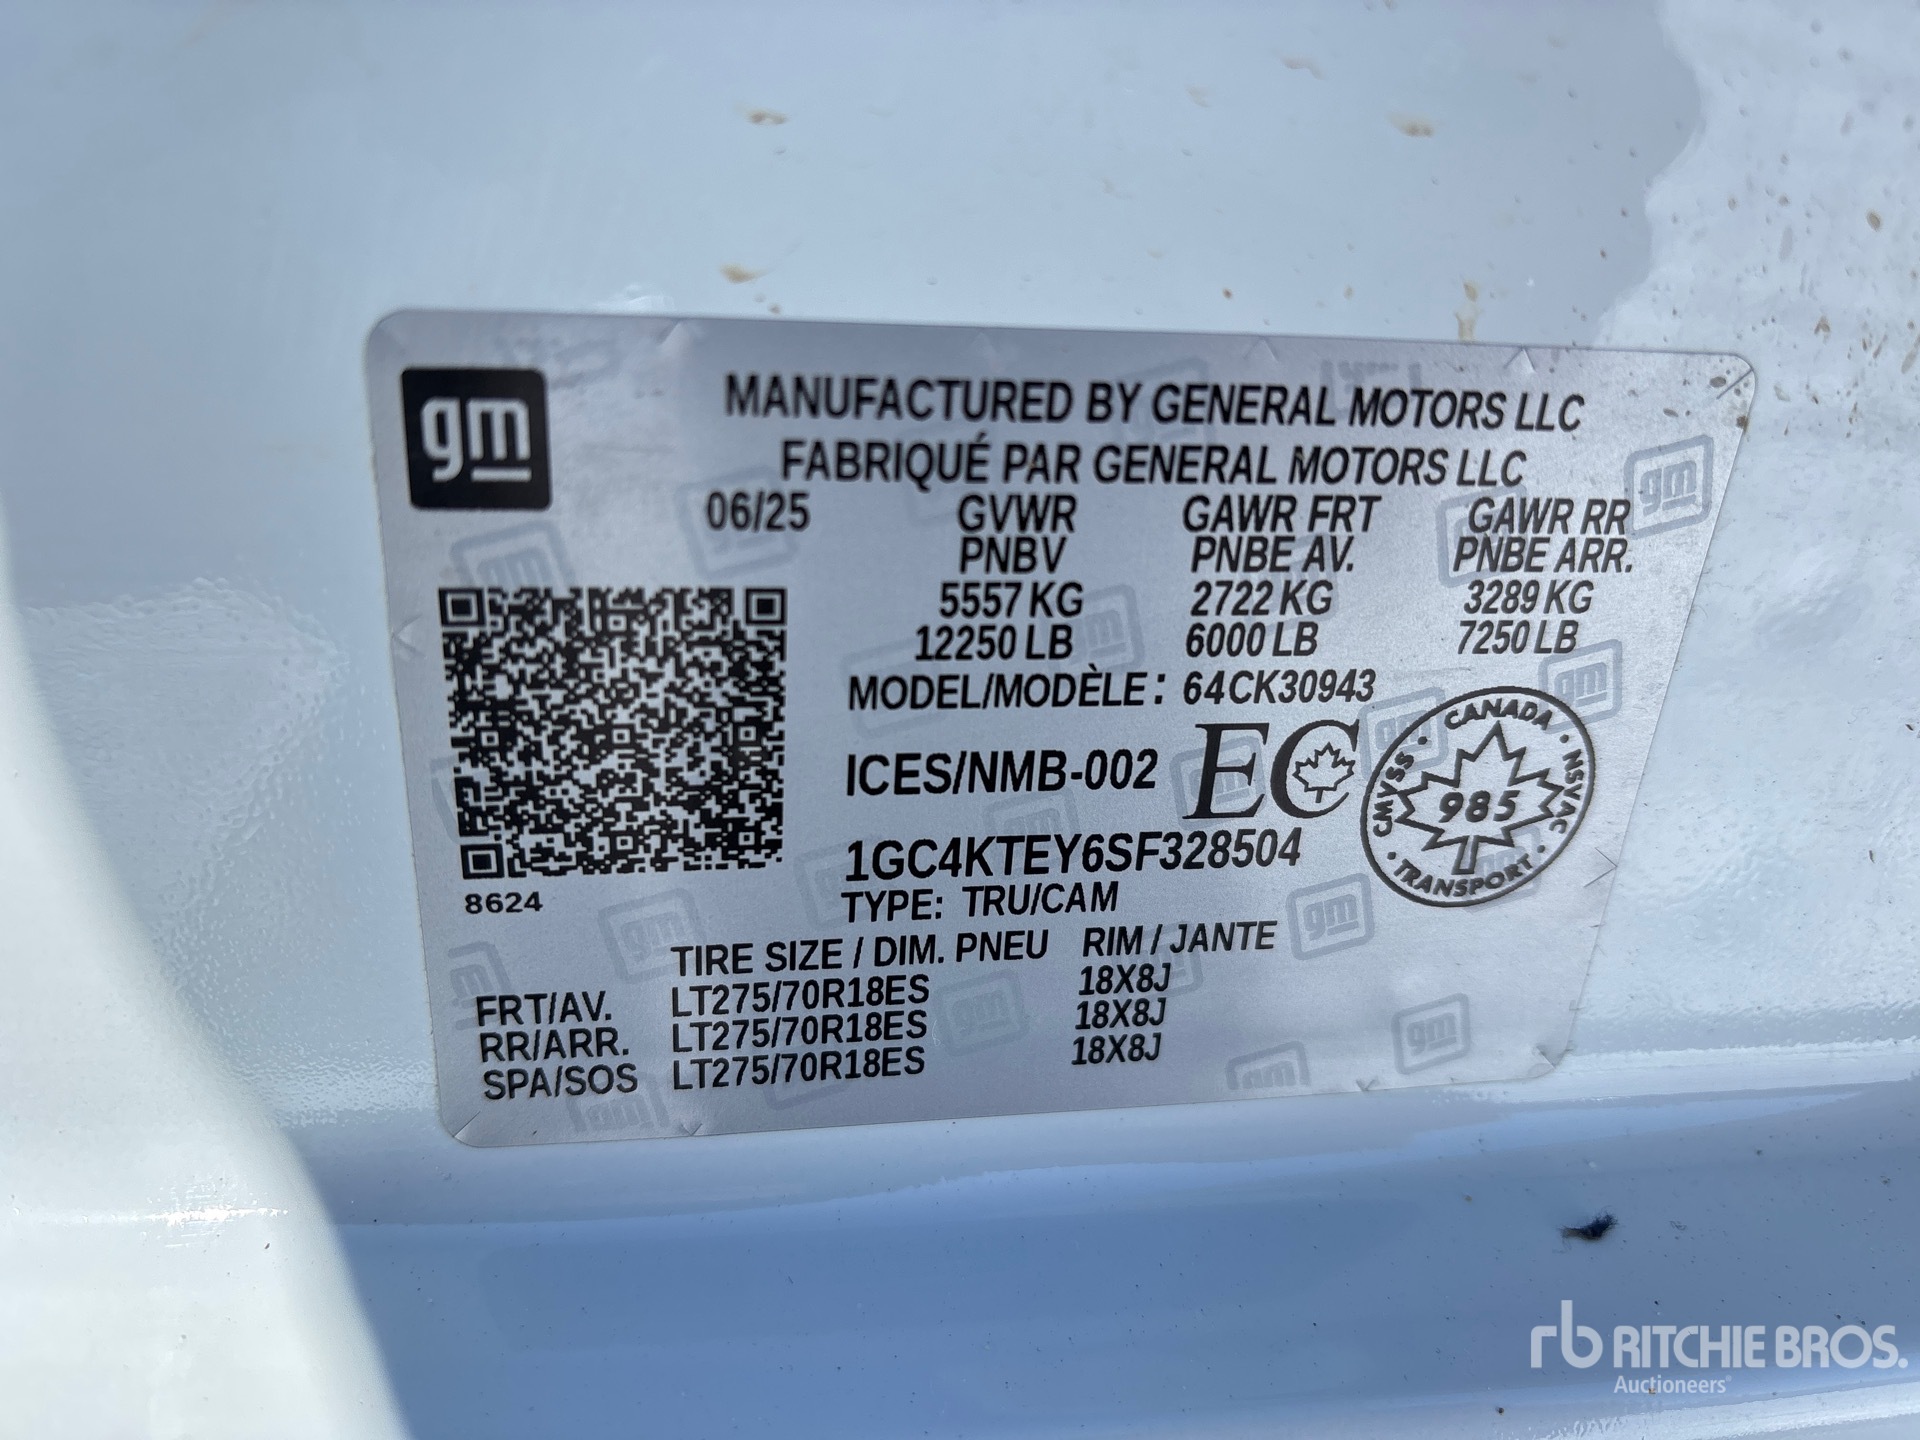 gm
MANUFACTURED BY GENERAL MOTORS LLC
FABRIQUÉ PAR GENERAL MOTORS LLC
06/25 GVWR GAWR FRT GAWR RR
PNBV PNBE AV. PNBE ARR.
5557 KG 2722 KG 3289 KG
12250 LB 6000 LB 7250 LB
MODEL/MODÈLE: 64CK30943
ICES/NMB-002 EC
CANADA · NSVAC · TRANSPORT · CMVSS ·
985
1GC4KTEY6SF328504
8624
TYPE: TRU/CAM
TIRE SIZE / DIM. PNEU RIM / JANTE
FRT/AV. LT275/70R18ES 18X8J
RR/ARR. LT275/70R18ES 18X8J
SPA/SOS LT275/70R18ES 18X8J
rb RITCHIE BROS.
Auctioneers